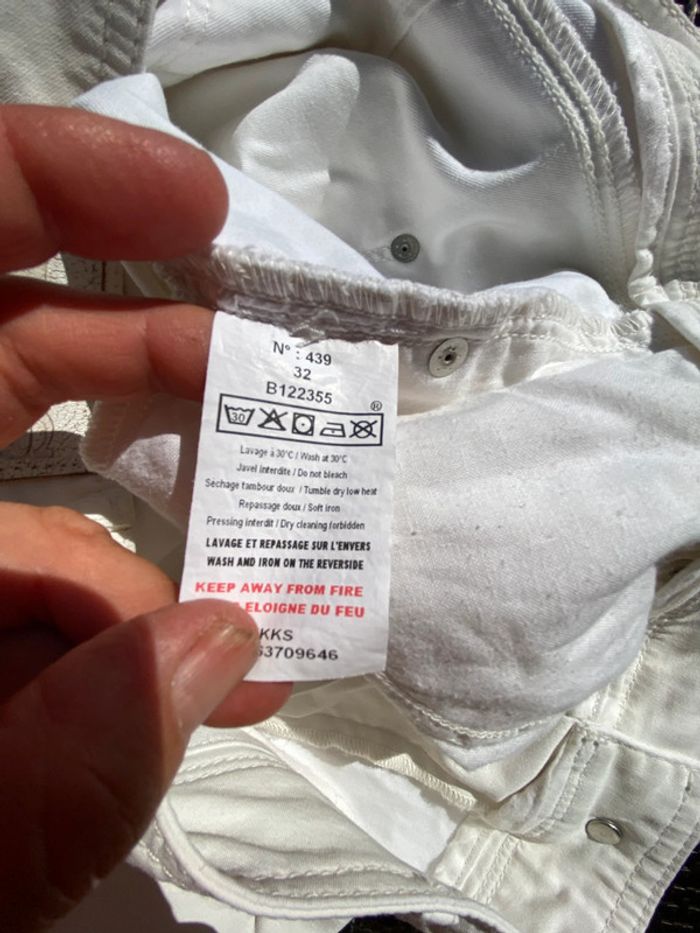 N° : 439
32
B122355
®
30
Lavage à 30°C / Wash at 30°C
Javel Interdite / Do not bleach
Séchage tambour doux / Tumble dry low heat
Repassage doux / Soft iron
Pressing interdit / Dry cleaning forbidden
LAVAGE ET REPASSAGE SUR L'ENVERS
WASH AND IRON ON THE REVERSIDE
KEEP AWAY FROM FIRE
ELOIGNE DU FEU
KKS
63709646